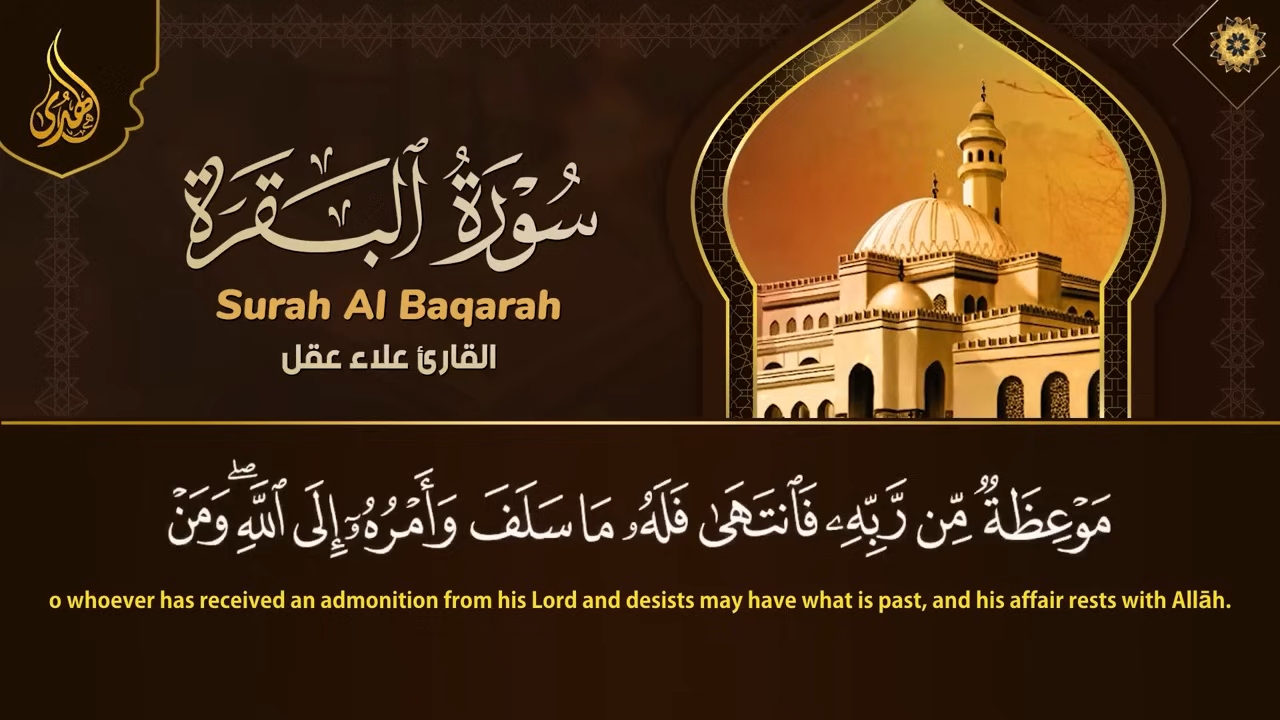 هدى
سُورَةُ ٱلْبَقَرَة
Surah Al Baqarah
القارئ علاء عقل
مَوْعِظَةٌ مِّن رَّبِّهِۦ فَٱنتَهَىٰ فَلَهُۥ مَا سَلَفَ وَأَمْرُهُۥٓ إِلَى ٱللَّهِۖ وَمَنْ
o whoever has received an admonition from his Lord and desists may have what is past, and his affair rests with Allāh.